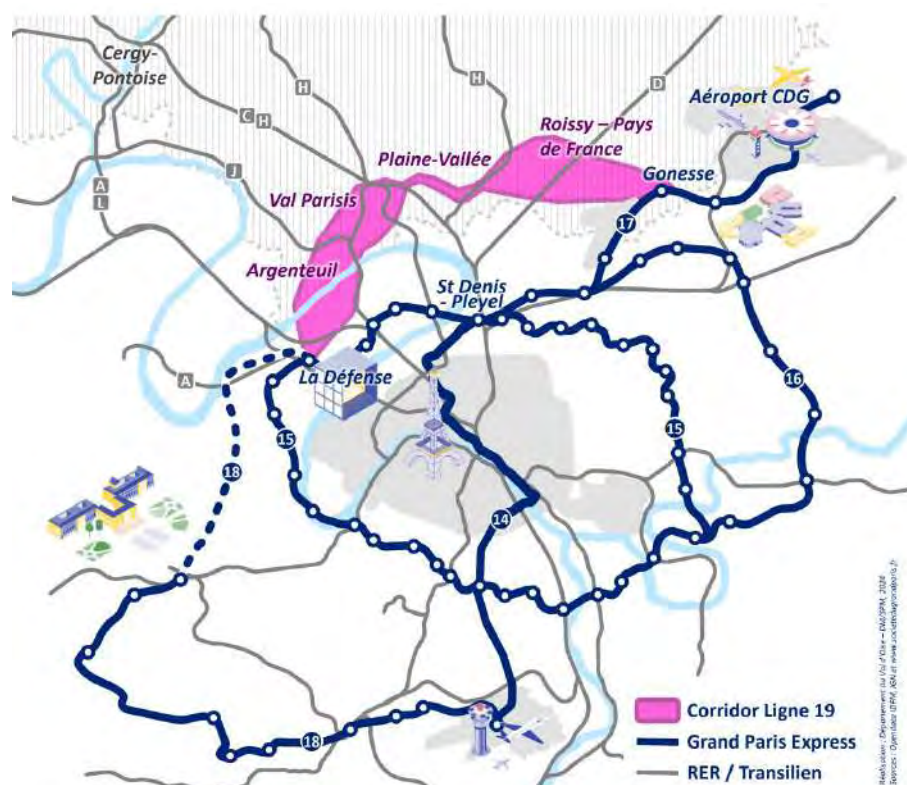 Cergy-
Pontoise
H
H
D
C
H
Aéroport CDG
Roissy – Pays
de France
Plaine-Vallée
Gonesse
A
L
J
Val Parisis
17
Argenteuil
St Denis
- Pleyel
La Défense
A
16
15
15
18
14
18
Corridor Ligne 19
Grand Paris Express
RER / Transilien